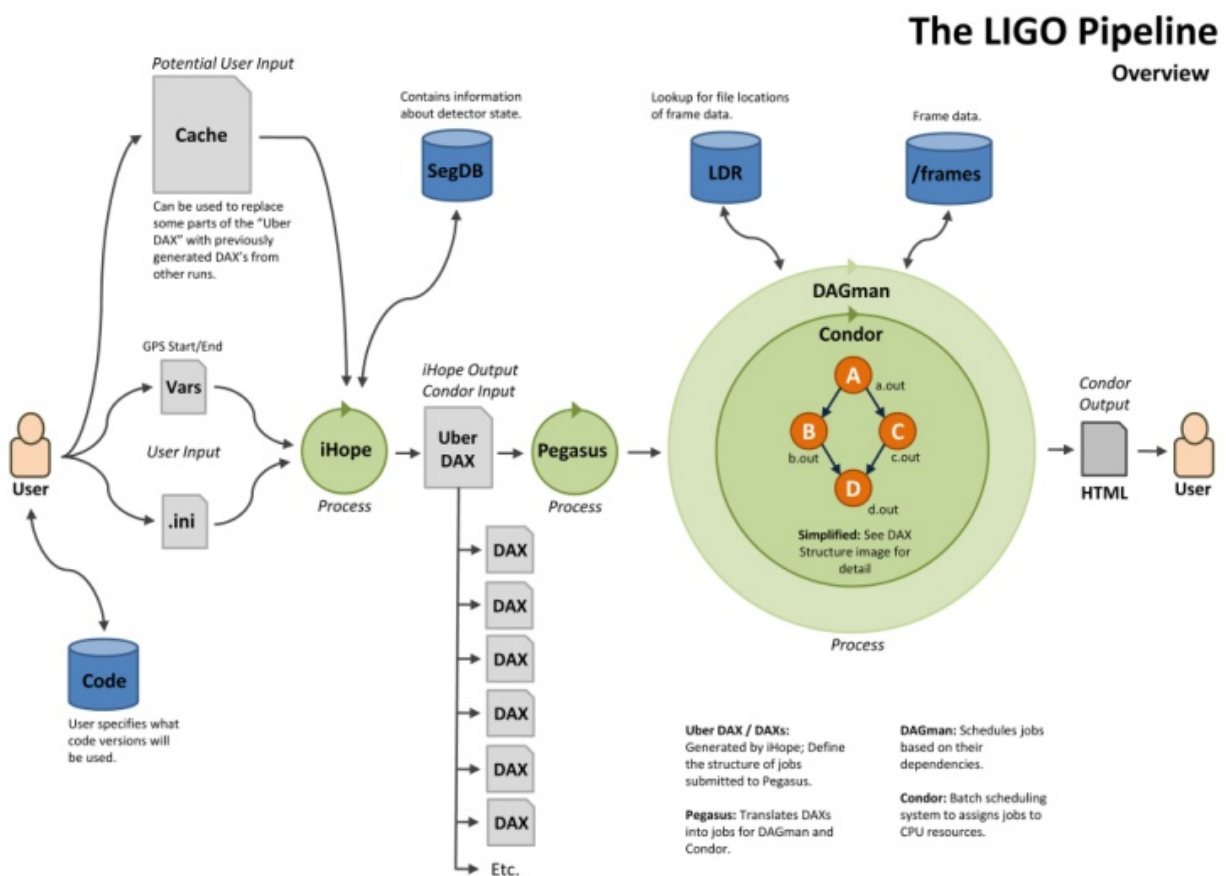 The LIGO Pipeline
Overview
Potential User Input
Cache
Can be used to replace
some parts of the “Uber
DAX” with previously
generated DAX’s from
other runs.
Contains information
about detector state.
SegDB
Lookup for file locations
of frame data.
LDR
Frame data.
/frames
GPS Start/End
Vars
User Input
.ini
User
Code
User specifies what
code versions will
be used.
iHope
Process
iHope Output
Condor Input
Uber
DAX
DAX
DAX
DAX
DAX
DAX
DAX
Etc.
Pegasus
Process
DAGman
Condor
A
a.out
B
b.out
C
c.out
D
d.out
Simplified: See DAX
Structure image for
detail
Process
Condor
Output
HTML
User
Uber DAX / DAXs:
Generated by iHope; Define
the structure of jobs
submitted to Pegasus.
Pegasus: Translates DAXs
into jobs for DAGman and
Condor.
DAGman: Schedules jobs
based on their
dependencies.
Condor: Batch scheduling
system to assigns jobs to
CPU resources.